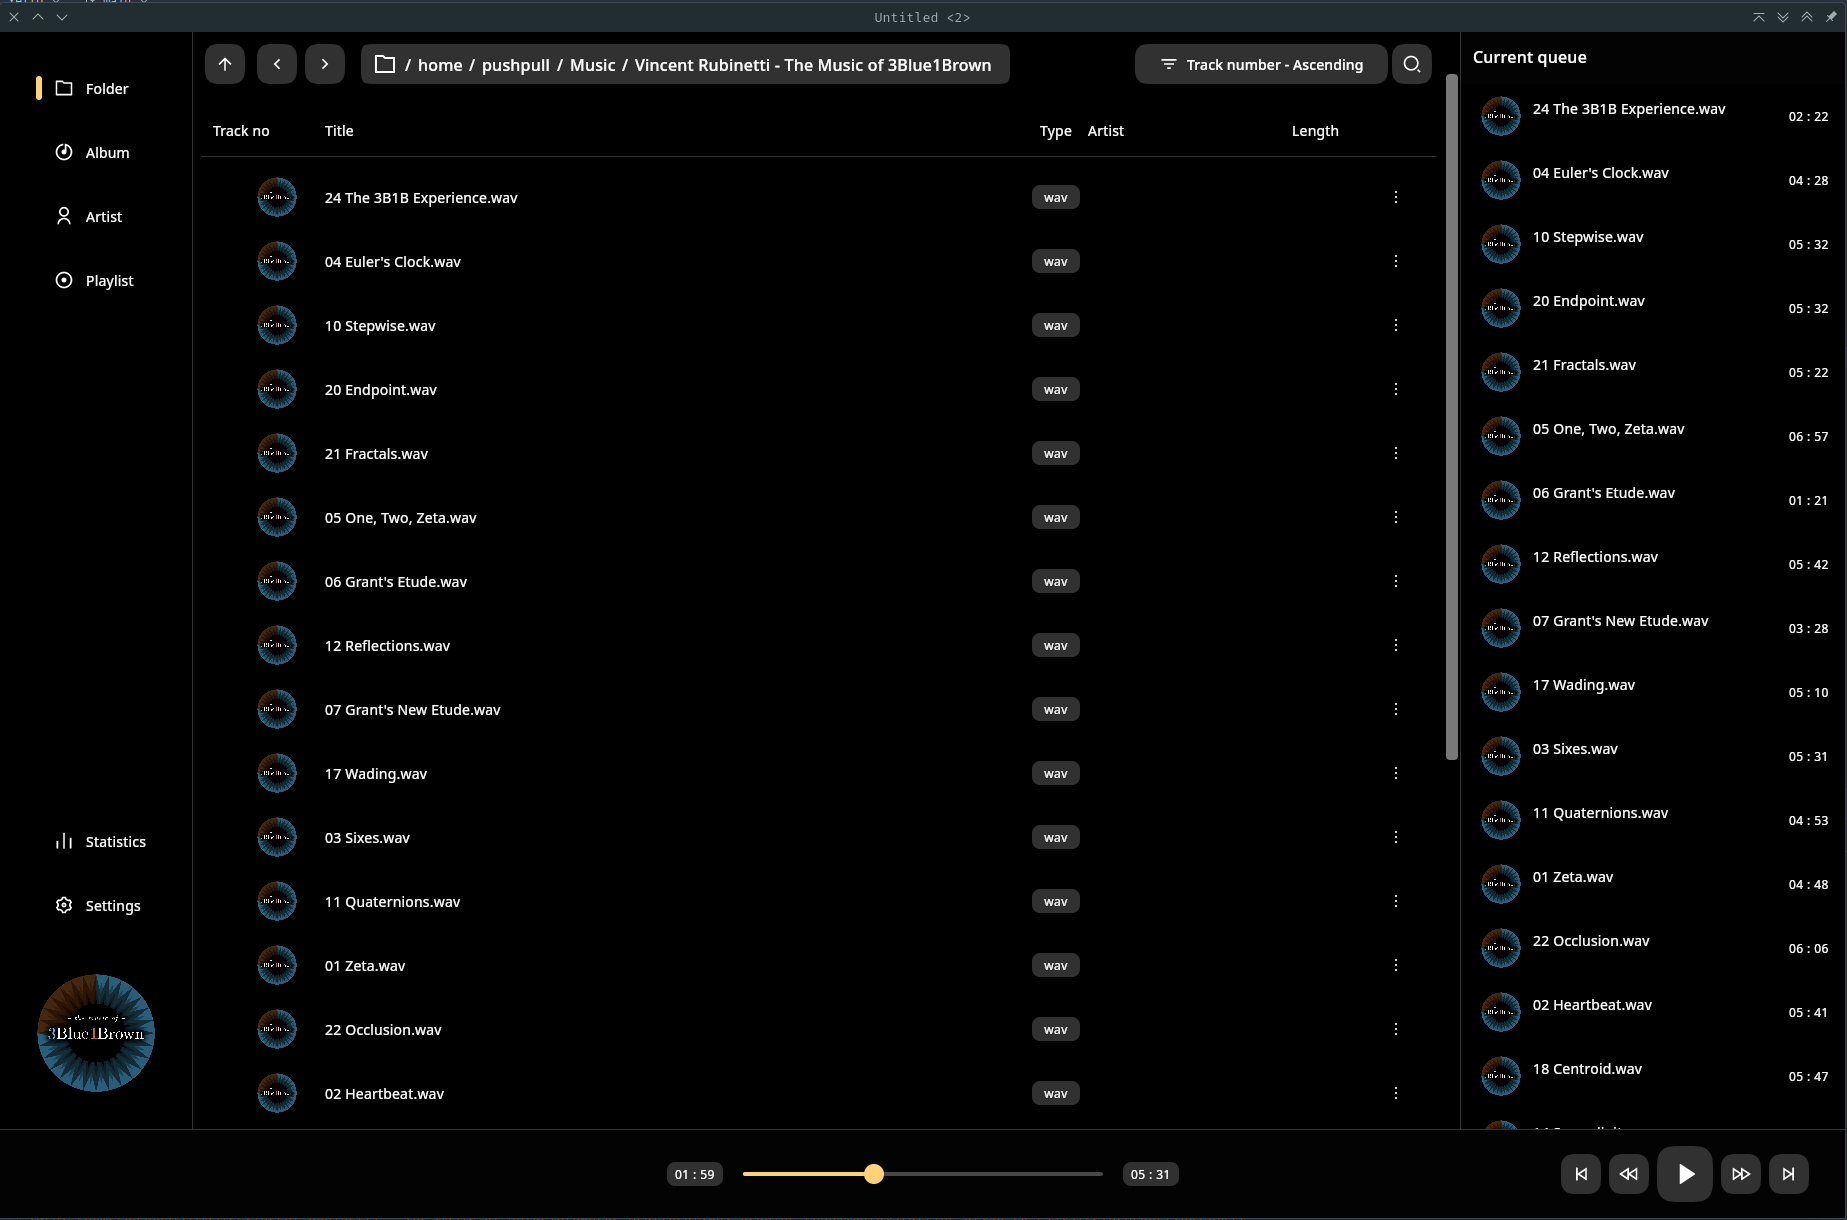 Untitled <2>
Folder
Album
Artist
Playlist
Statistics
Settings
3Blue1Brown
/ home / pushpull / Music / Vincent Rubinetti - The Music of 3Blue1Brown
Track number - Ascending
Track no Title Type Artist Length
24 The 3B1B Experience.wav wav
04 Euler's Clock.wav wav
10 Stepwise.wav wav
20 Endpoint.wav wav
21 Fractals.wav wav
05 One, Two, Zeta.wav wav
06 Grant's Etude.wav wav
12 Reflections.wav wav
07 Grant's New Etude.wav wav
17 Wading.wav wav
03 Sixes.wav wav
11 Quaternions.wav wav
01 Zeta.wav wav
22 Occlusion.wav wav
02 Heartbeat.wav wav
Current queue
24 The 3B1B Experience.wav 02 : 22
04 Euler's Clock.wav 04 : 28
10 Stepwise.wav 05 : 32
20 Endpoint.wav 05 : 32
21 Fractals.wav 05 : 22
05 One, Two, Zeta.wav 06 : 57
06 Grant's Etude.wav 01 : 21
12 Reflections.wav 05 : 42
07 Grant's New Etude.wav 03 : 28
17 Wading.wav 05 : 10
03 Sixes.wav 05 : 31
11 Quaternions.wav 04 : 53
01 Zeta.wav 04 : 48
22 Occlusion.wav 06 : 06
02 Heartbeat.wav 05 : 41
18 Centroid.wav 05 : 47
01 : 59
05 : 31